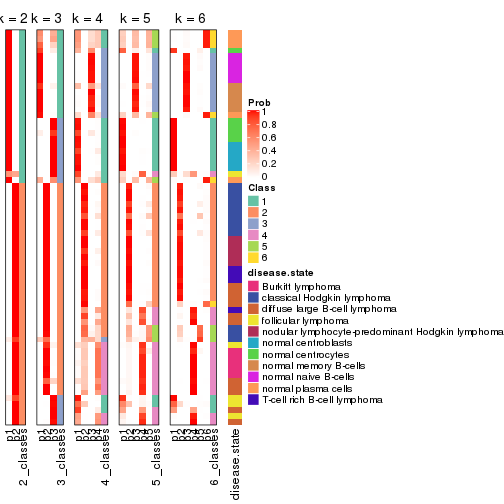 k = 2 k = 3 k = 4 k = 5 k = 6
Prob
1
0.8
0.6
0.4
0.2
0
Class
1
2
3
4
5
6
disease.state
Burkitt lymphoma
classical Hodgkin lymphoma
diffuse large B-cell lymphoma
follicular lymphoma
nodular lymphocyte-predominant Hodgkin lymphoma
normal centroblasts
normal centrocytes
normal memory B-cells
normal naive B-cells
normal plasma cells
T-cell rich B-cell lymphoma
p1
p2
2_classes
p1
p2
p3
3_classes
p1
p2
p3
p4
4_classes
p1
p2
p3
p4
p5
5_classes
p1
p2
p3
p4
p5
p6
6_classes
disease.state